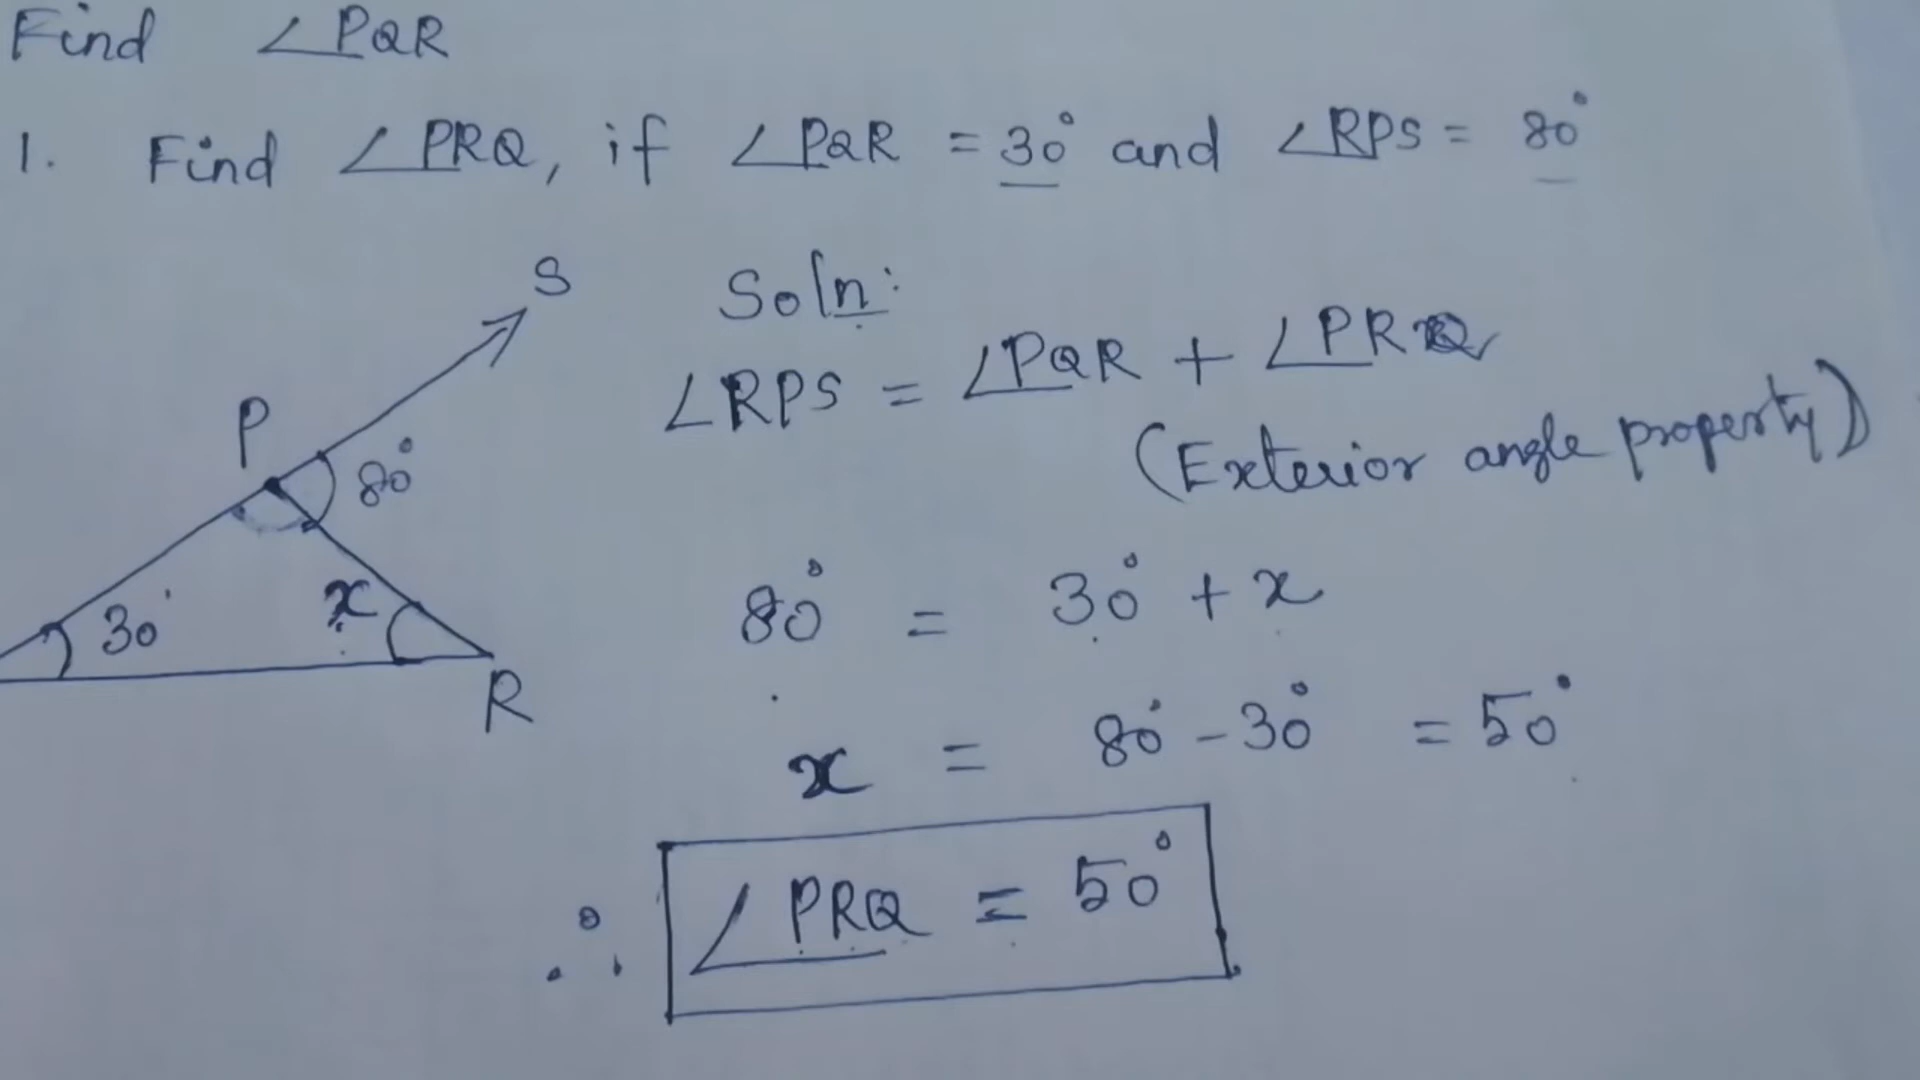 Find ∠PQR
1. Find ∠PRQ, if ∠PQR = 30° and ∠RPS = 80°
S
P
80°
30°
x
R
Soln:
∠RPS = ∠PQR + ∠PRQ
(Exterior angle property)
80° = 30° + x
x = 80° - 30° = 50°
∴ ∠PRQ = 50°